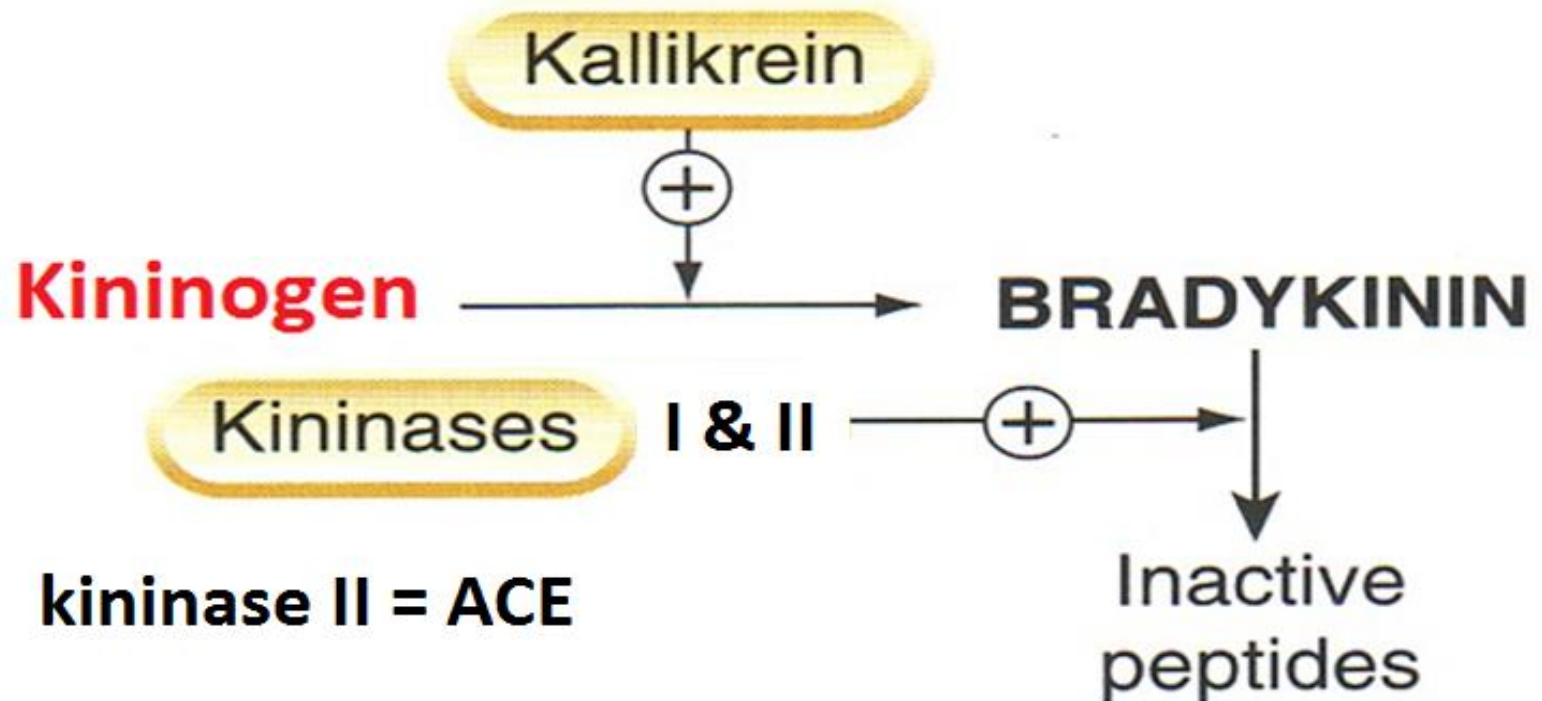 Kallikrein
+
Kininogen
BRADYKININ
Kininases I & II
+
kininase II = ACE
Inactive
peptides